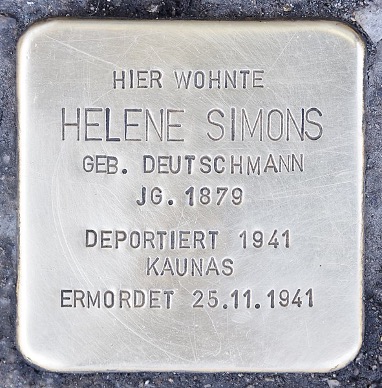 HIER WOHNTE
HELENE SIMONS
GEB. DEUTSCHMANN
JG. 1879
DEPORTIERT 1941
KAUNAS
ERMORDET 25.11.1941